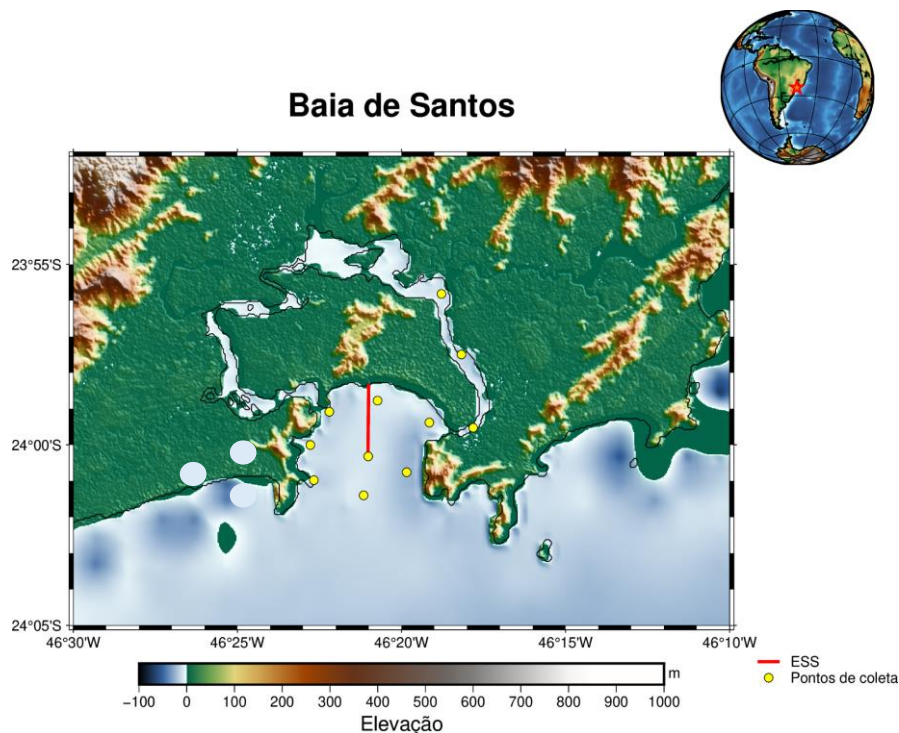 Baia de Santos
23°55'S
24°00'S
24°05'S
46°30'W
46°25'W
46°20'W
46°15'W
46°10'W
m
−100
0
100
200
300
400
500
600
700
800
900
1000
Elevação
ESS
Pontos de coleta